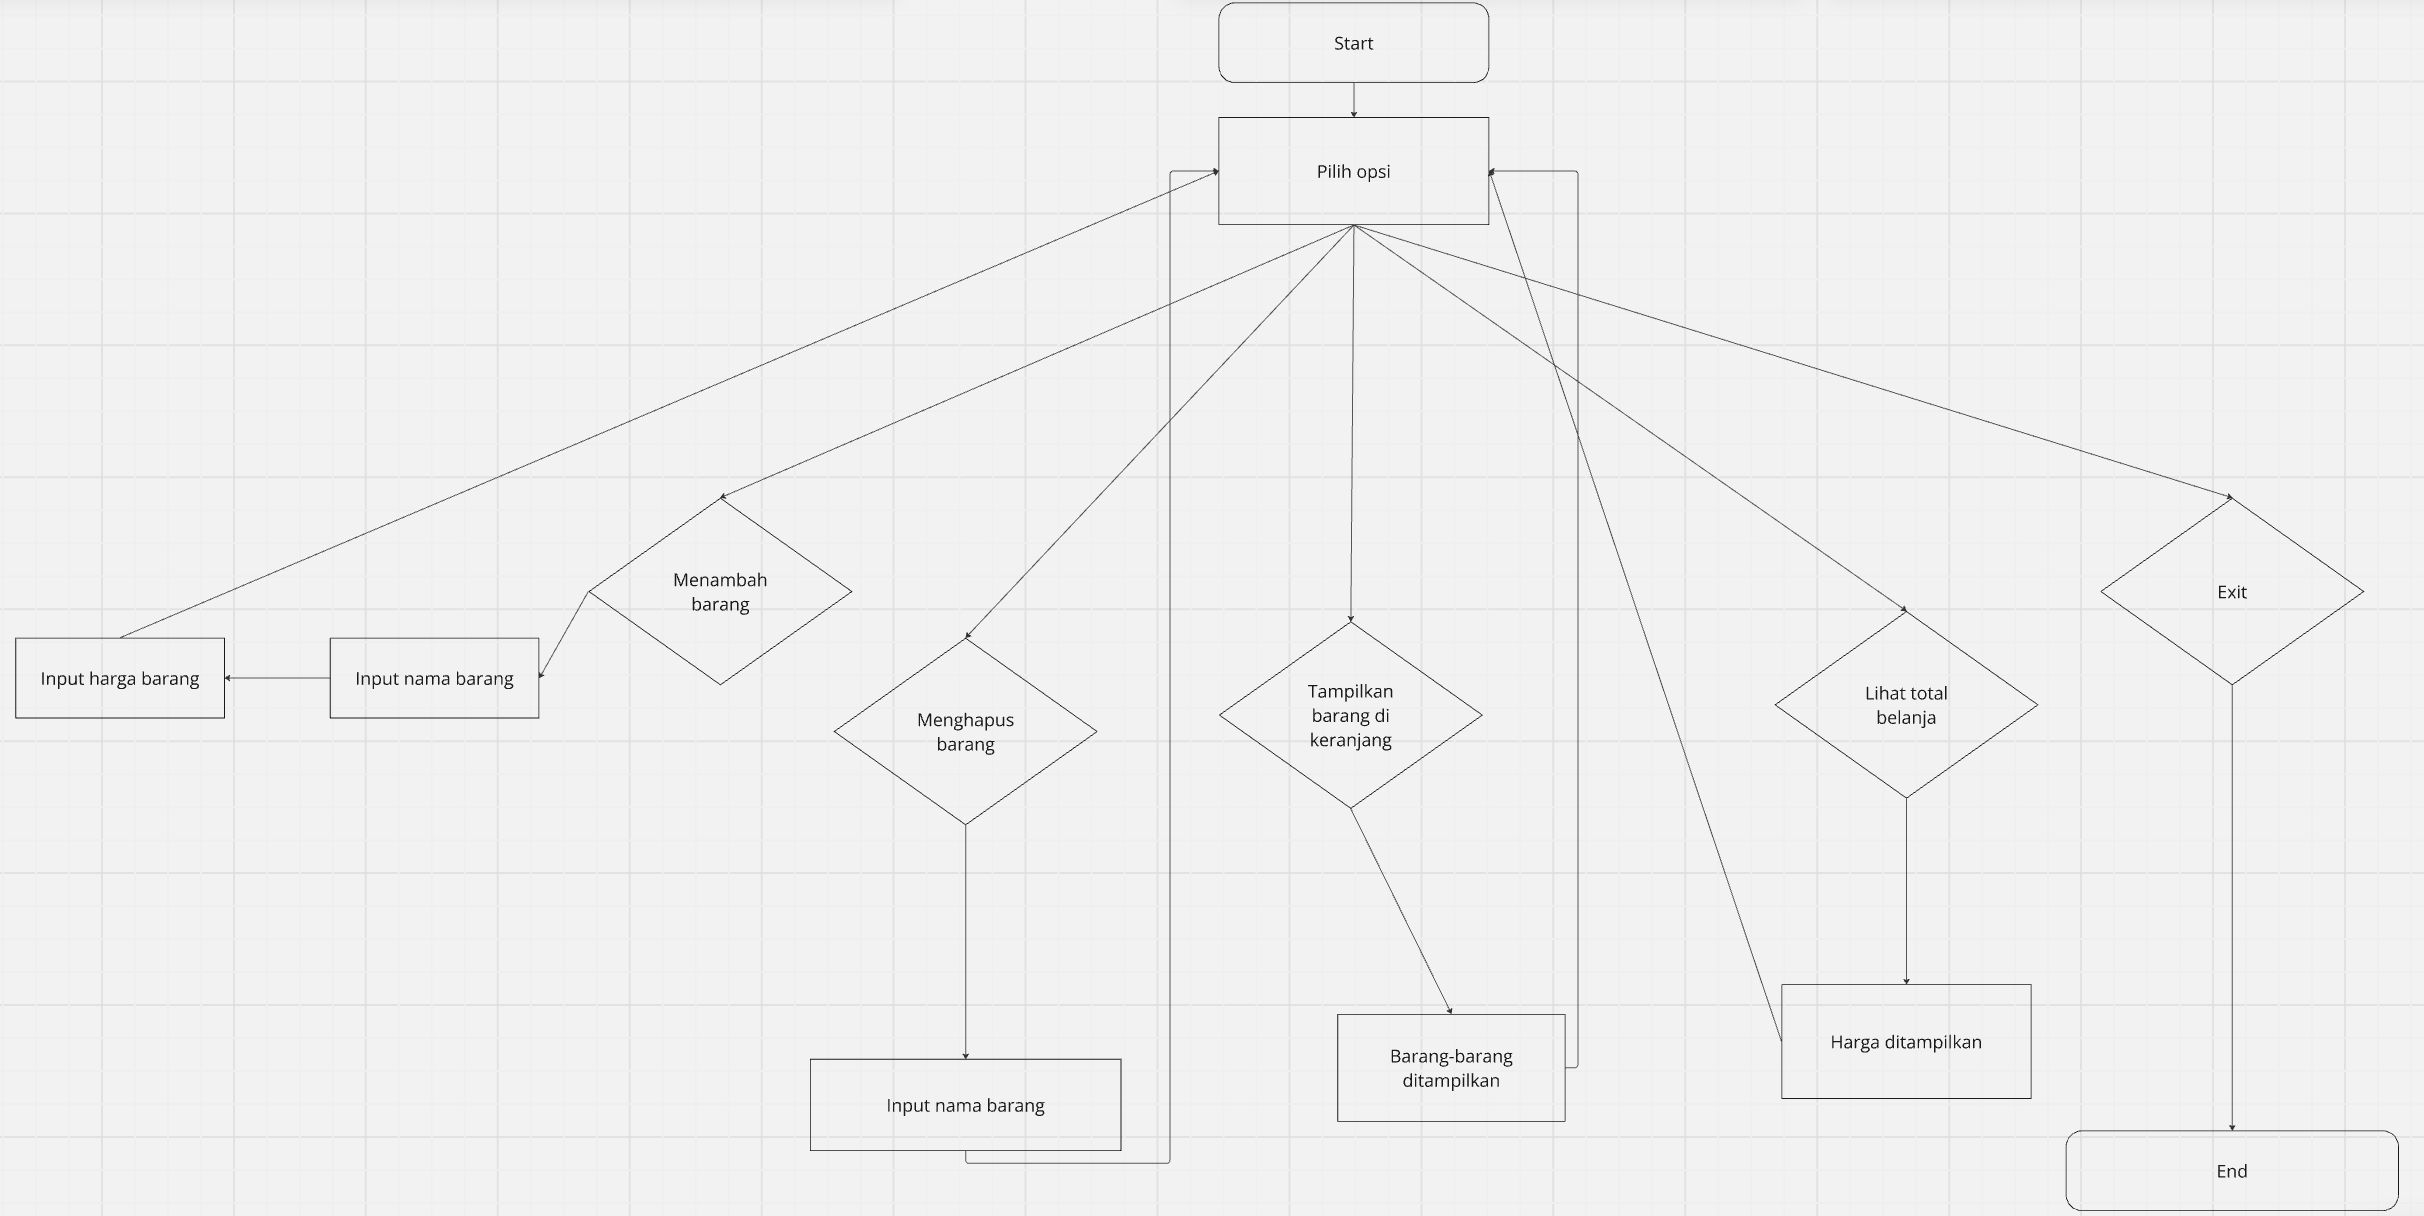 Start
Pilih opsi
Menambah
barang
Exit
Input harga barang
Input nama barang
Menghapus
barang
Tampilkan
barang di
keranjang
Lihat total
belanja
Input nama barang
Barang-barang
ditampilkan
Harga ditampilkan
End